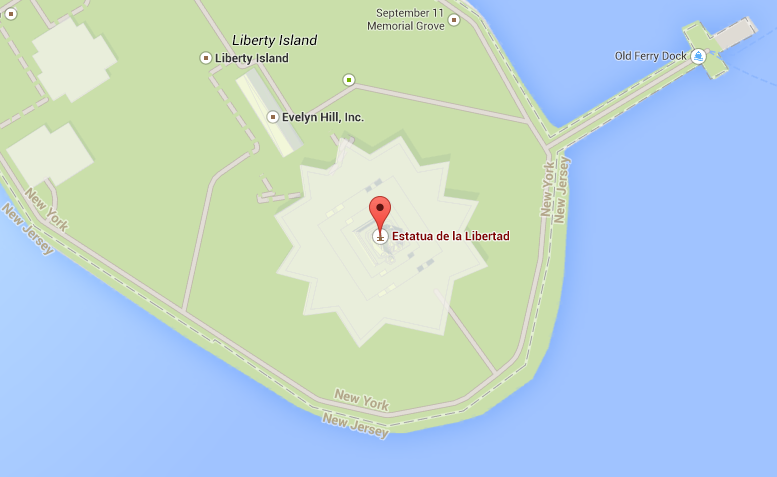 September 11
Memorial Grove
Liberty Island
Liberty Island
Old Ferry Dock
Evelyn Hill, Inc.
New York
New Jersey
New York
New Jersey
Estatua de la Libertad
New York
New Jersey